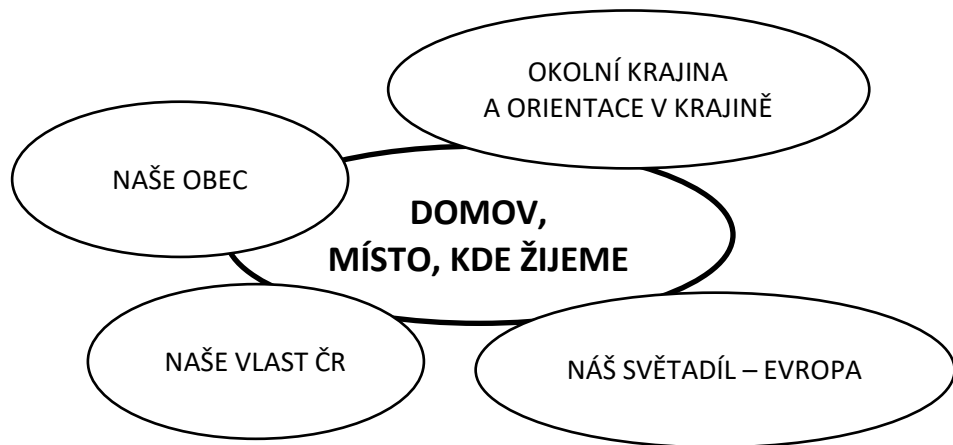 OKOLNÍ KRAJINA
A ORIENTACE V KRAJINĚ
NAŠE OBEC
DOMOV,
MÍSTO, KDE ŽIJEME
NAŠE VLAST ČR
NÁŠ SVĚTADÍL – EVROPA